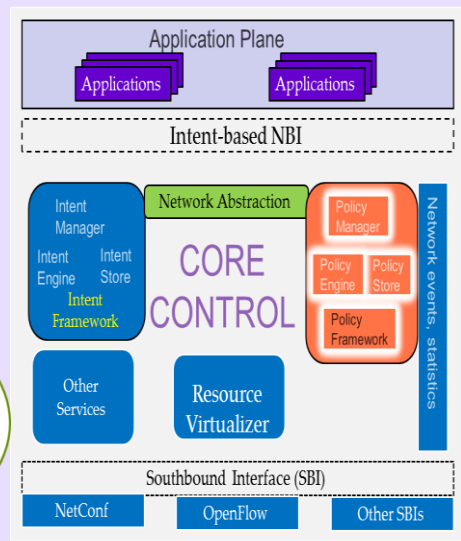 Application Plane
Applications
Applications
Intent-based NBI
Network Abstraction
Intent
Manager
Intent
Engine
Intent
Store
Intent
Framework
CORE
CONTROL
Policy
Manager
Policy
Engine
Policy
Store
Policy
Framework
Network events, statistics
Other
Services
Resource
Virtualizer
Southbound Interface (SBI)
NetConf
OpenFlow
Other SBIs